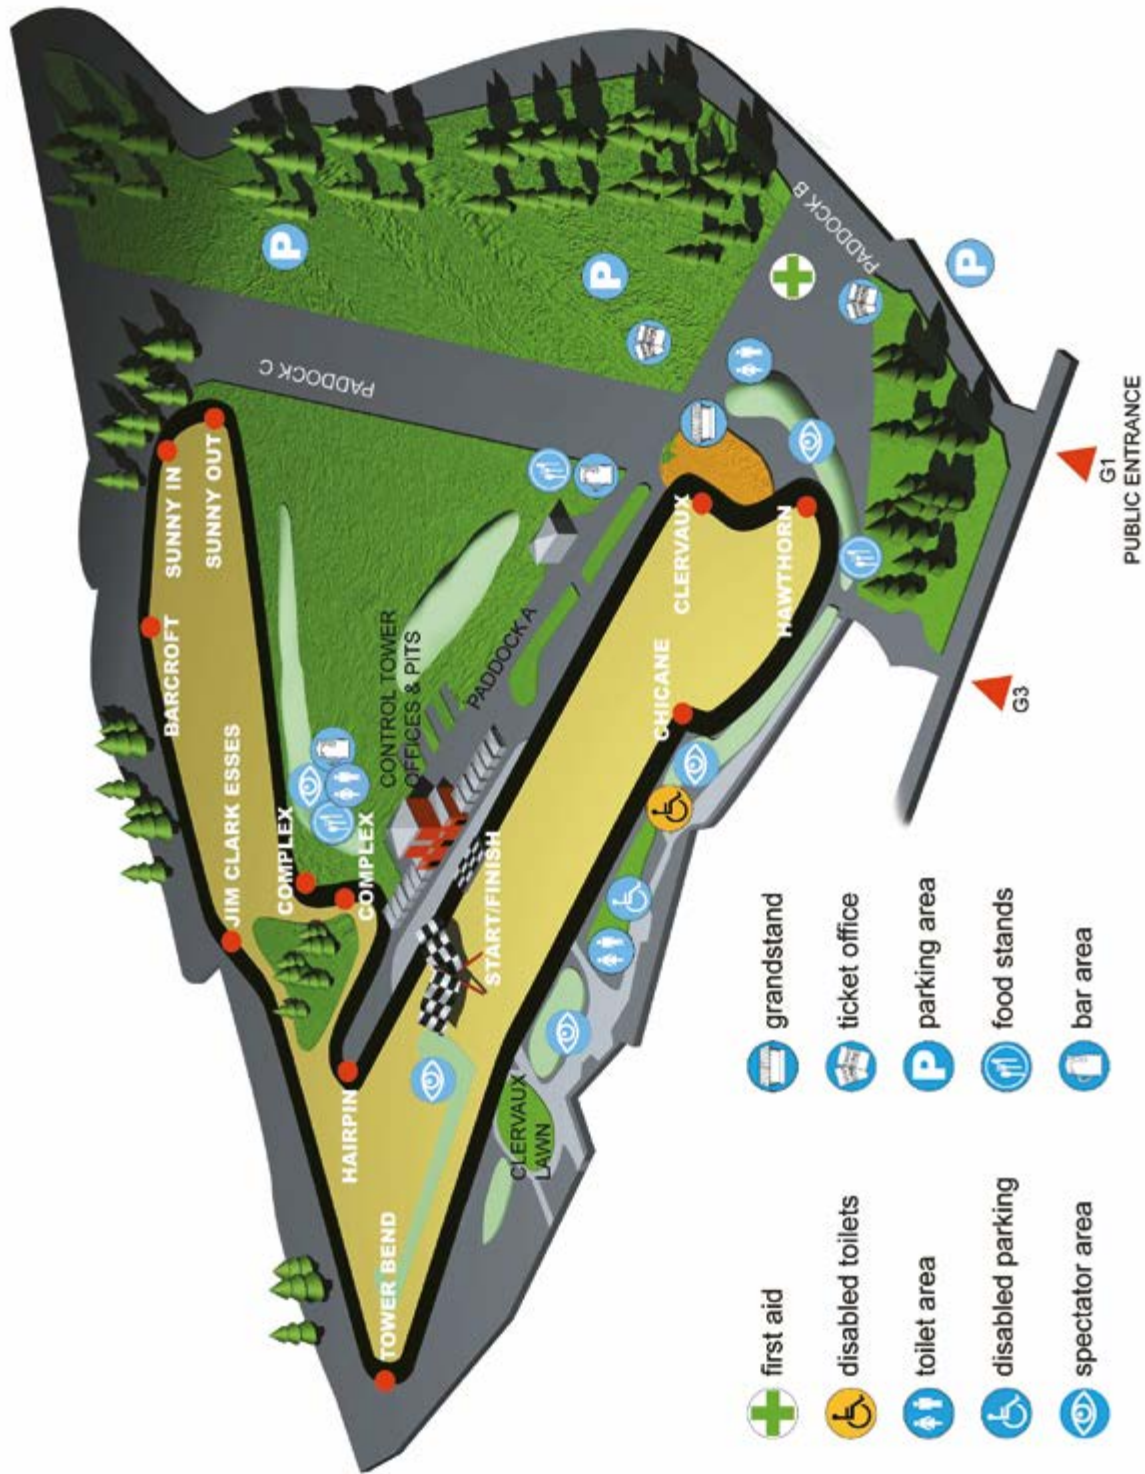 TOWER BEND
HAIRPIN
JIM CLARK ESSES
BARCROFT
SUNNY IN
SUNNY OUT
COMPLEX
COMPLEX
CONTROL TOWER
OFFICES & PITS
PADDOCK A
PADDOCK C
PADDOCK B
START/FINISH
CLERVAUX
LAWN
CHICANE
CLERVAUX
HAWTHORN
P
P
P
G3
G1
PUBLIC ENTRANCE
first aid
disabled toilets
toilet area
disabled parking
spectator area
grandstand
ticket office
P parking area
food stands
bar area